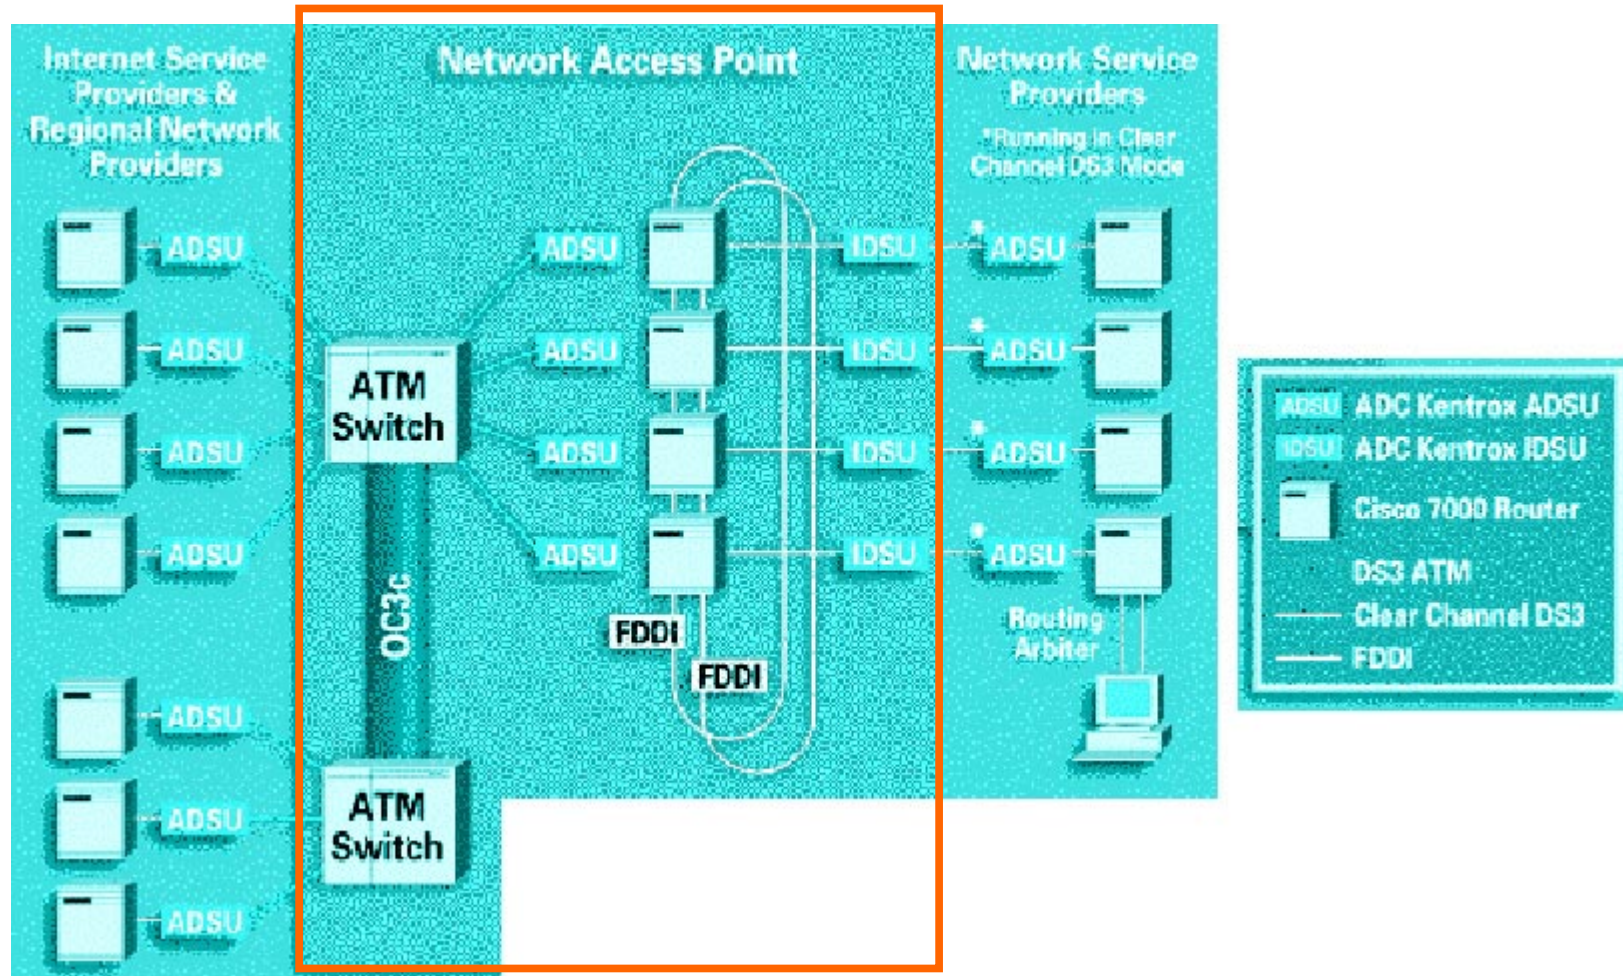 Internet Service
Providers &
Regional Network
Providers
Network Access Point
Network Service
Providers
*Running in Clear
Channel DS3 Mode
ADSU
ADSU
IDSU
*
ADSU
ADSU
ADSU
IDSU
*
ADSU
ATM
Switch
ADSU
ADSU
IDSU
*
ADSU
ADSU
ADSU
IDSU
*
ADSU
OC3c
FDDI
FDDI
Routing
Arbiter
ADSU
ADSU
ADSU
ATM
Switch
ADSU ADC Kentrox ADSU
IDSU ADC Kentrox IDSU
Cisco 7000 Router
DS3 ATM
Clear Channel DS3
FDDI